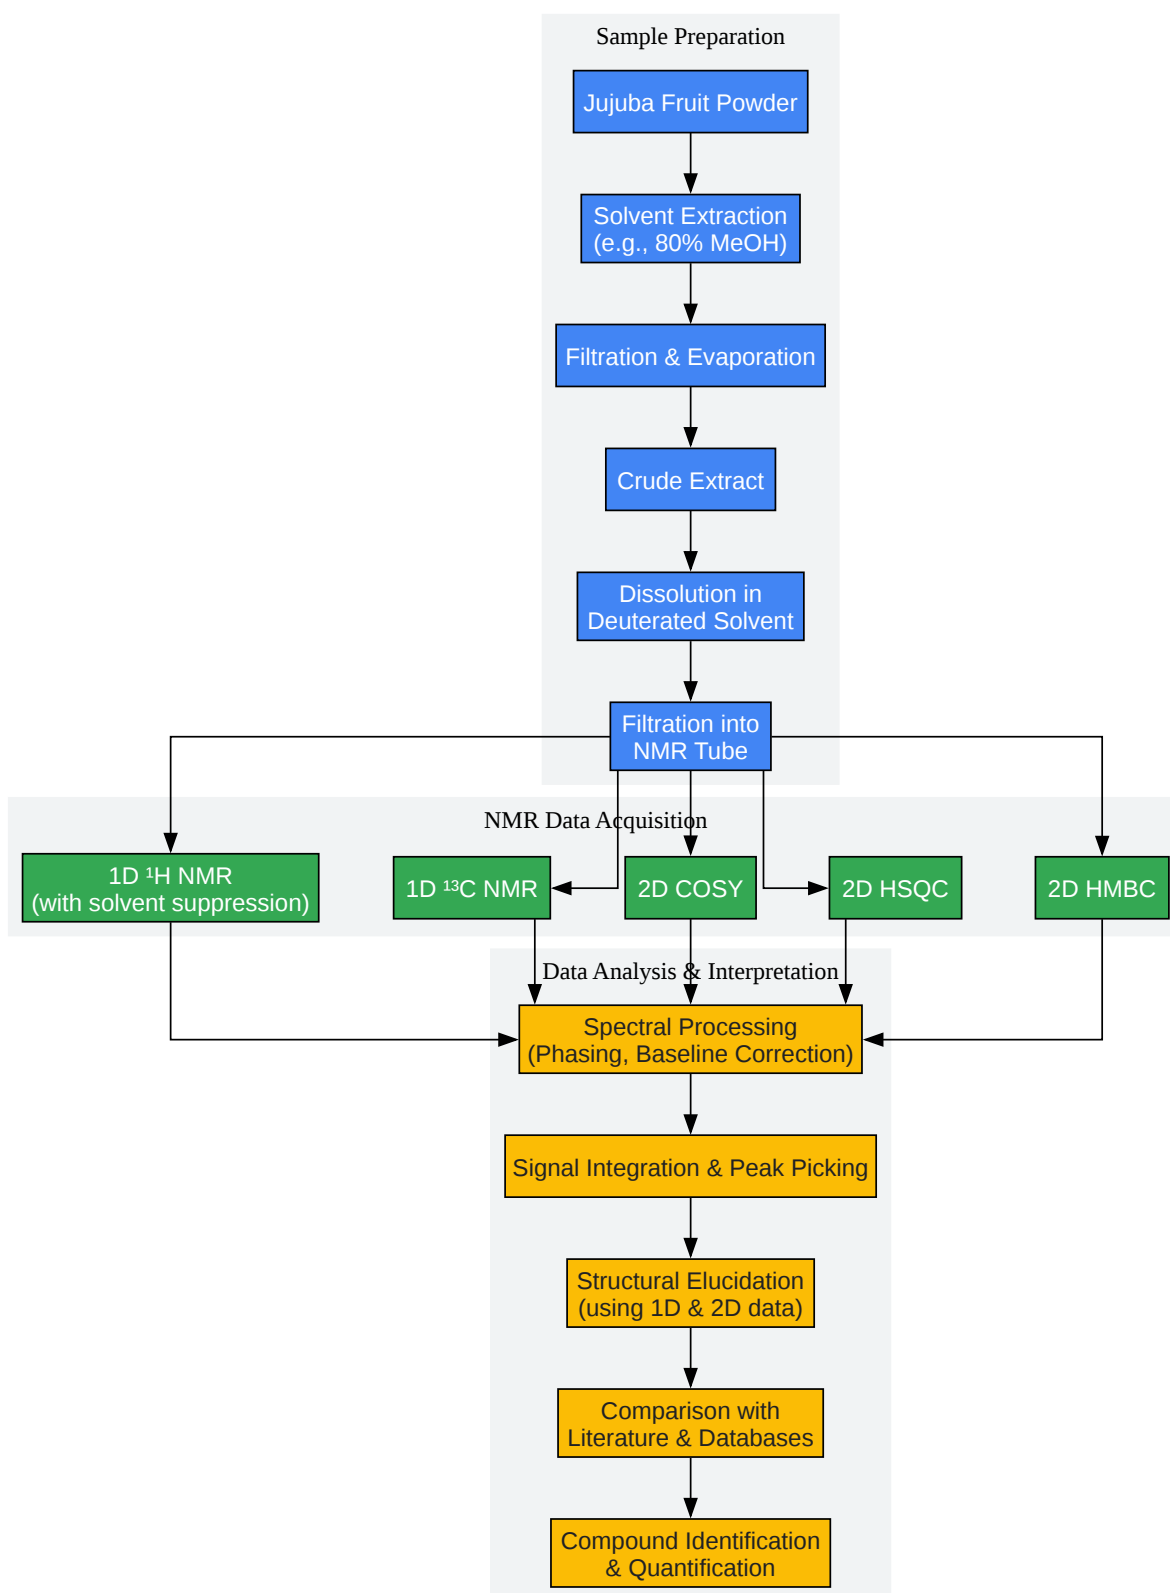 Sample Preparation
Jujuba Fruit Powder
Solvent Extraction
(e.g., 80% MeOH)
Filtration & Evaporation
Crude Extract
Dissolution in
Deuterated Solvent
Filtration into
NMR Tube
NMR Data Acquisition
1D ¹H NMR
(with solvent suppression)
1D ¹³C NMR
2D COSY
2D HSQC
2D HMBC
Data Analysis & Interpretation
Spectral Processing
(Phasing, Baseline Correction)
Signal Integration & Peak Picking
Structural Elucidation
(using 1D & 2D data)
Comparison with
Literature & Databases
Compound Identification
& Quantification